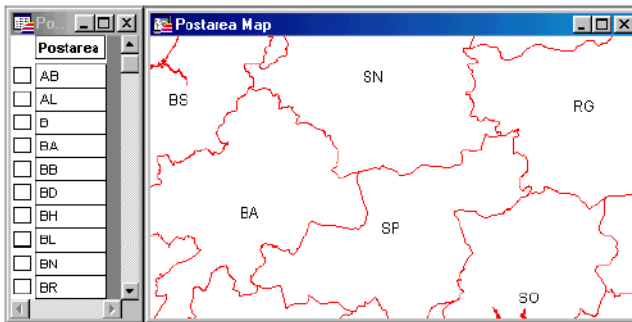 Po...
Postarea
AB
AL
B
BA
BB
BD
BH
BL
BN
BR
Postarea Map
SN
BS
RG
BA
SP
SO